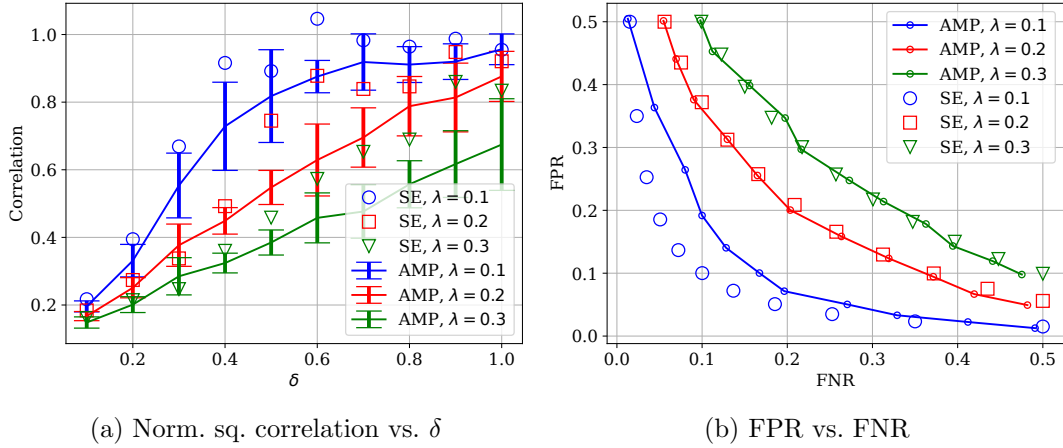 1.0
0.8
0.6
0.4
0.2
Correlation
0.2
0.4
0.6
0.8
1.0
δ
SE, λ = 0.1
SE, λ = 0.2
SE, λ = 0.3
AMP, λ = 0.1
AMP, λ = 0.2
AMP, λ = 0.3
(a) Norm. sq. correlation vs. δ
0.5
0.4
0.3
0.2
0.1
0.0
FPR
0.0
0.1
0.2
0.3
0.4
0.5
FNR
AMP, λ = 0.1
AMP, λ = 0.2
AMP, λ = 0.3
SE, λ = 0.1
SE, λ = 0.2
SE, λ = 0.3
(b) FPR vs. FNR